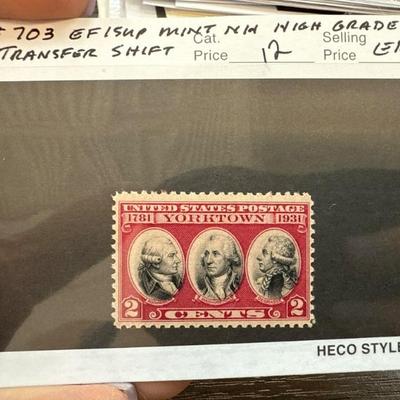 # 703 EF/SUP MINT NH HIGH GRADE
TRANSFER SHIFT Cat. Price 12 Selling Price
UNITED STATES POSTAGE
1781 YORKTOWN 1931
2 CENTS 2
HECO STYLE